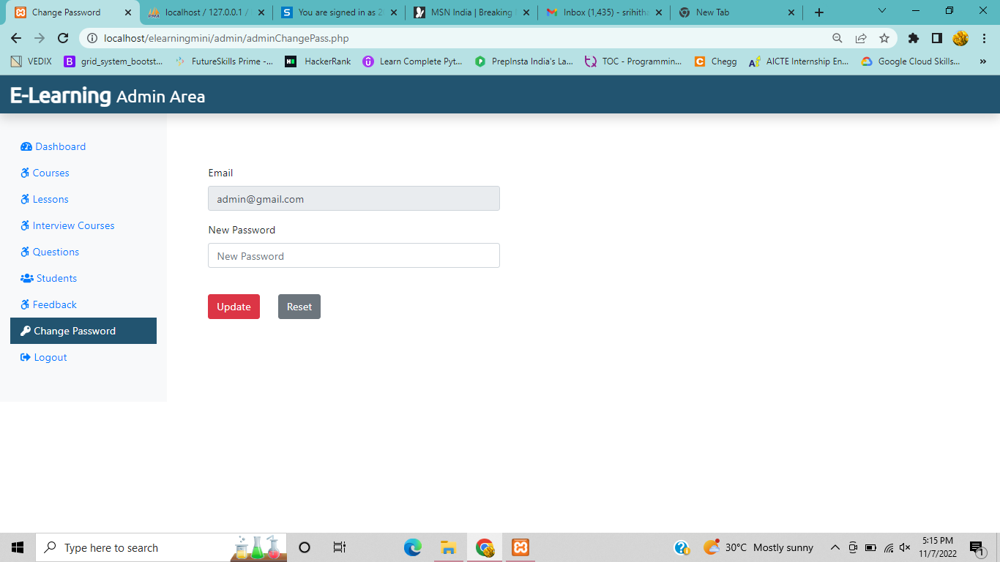 Change Password
localhost / 127.0.0.1 /
You are signed in as 2
MSN India | Breaking
Inbox (1,435) - srihitha
New Tab
localhost/elearningmini/admin/adminChangePass.php
VEDIX
grid_system_bootst...
FutureSkills Prime -...
HackerRank
Learn Complete Pyt...
PrepInsta India's La...
TOC - Programmin...
Chegg
AICTE Internship En...
Google Cloud Skills...
»
E-Learning Admin Area
Dashboard
Courses
Lessons
Interview Courses
Questions
Students
Feedback
Change Password
Logout
Email
admin@gmail.com
New Password
New Password
Update
Reset
Type here to search
30°C Mostly sunny
5:15 PM
11/7/2022
1